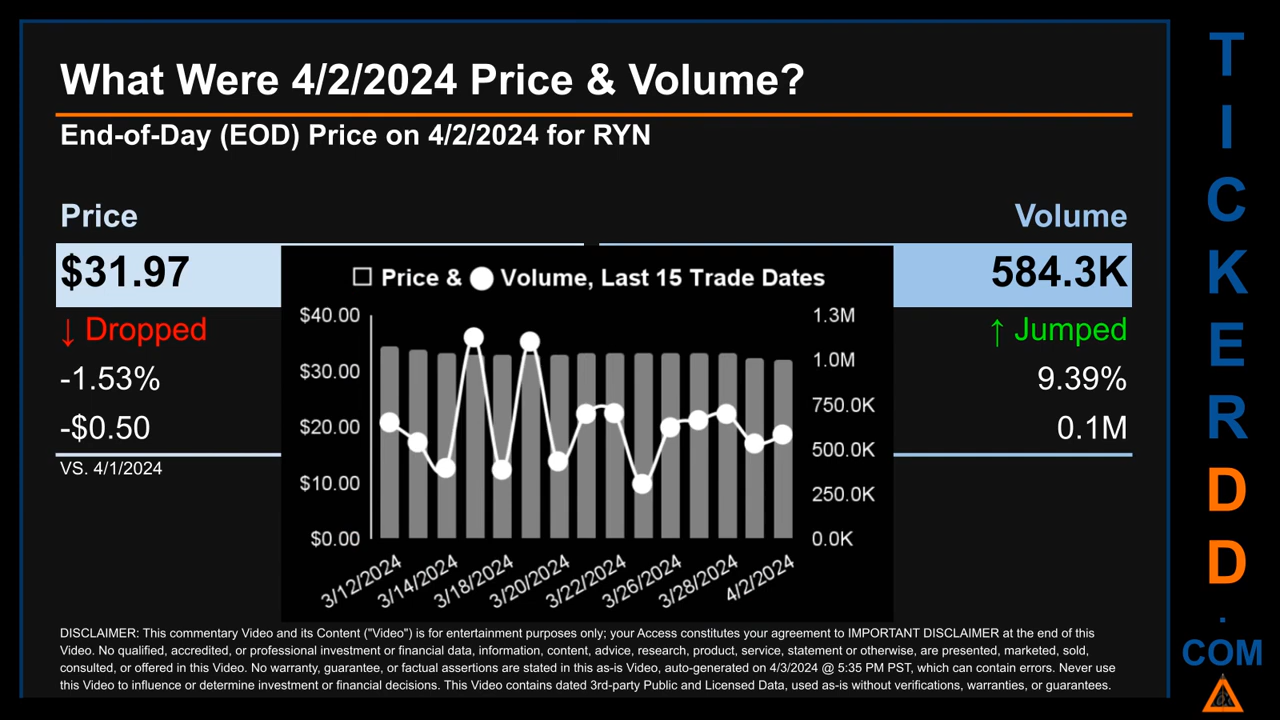 What Were 4/2/2024 Price & Volume?
End-of-Day (EOD) Price on 4/2/2024 for RYN
Price
Volume
$31.97
584.3K
↓ Dropped
↑ Jumped
-1.53%
9.39%
-$0.50
0.1M
VS. 4/1/2024
Price & Volume, Last 15 Trade Dates
$40.00
$30.00
$20.00
$10.00
$0.00
1.3M
1.0M
750.0K
500.0K
250.0K
0.0K
3/12/2024
3/14/2024
3/18/2024
3/20/2024
3/22/2024
3/26/2024
3/28/2024
4/2/2024
DISCLAIMER: This commentary Video and its Content ("Video") is for entertainment purposes only; your Access constitutes your agreement to IMPORTANT DISCLAIMER at the end of this
Video. No qualified, accredited, or professional investment or financial data, information, content, advice, research, product, service, statement or otherwise, are presented, marketed, sold,
consulted, or offered in this Video. No warranty, guarantee, or factual assertions are stated in this as-is Video, auto-generated on 4/3/2024 @ 5:35 PM PST, which can contain errors. Never use
this Video to influence or determine investment or financial decisions. This Video contains dated 3rd-party Public and Licensed Data, used as-is without verifications, warranties, or guarantees.
TICKERDD
.
COM